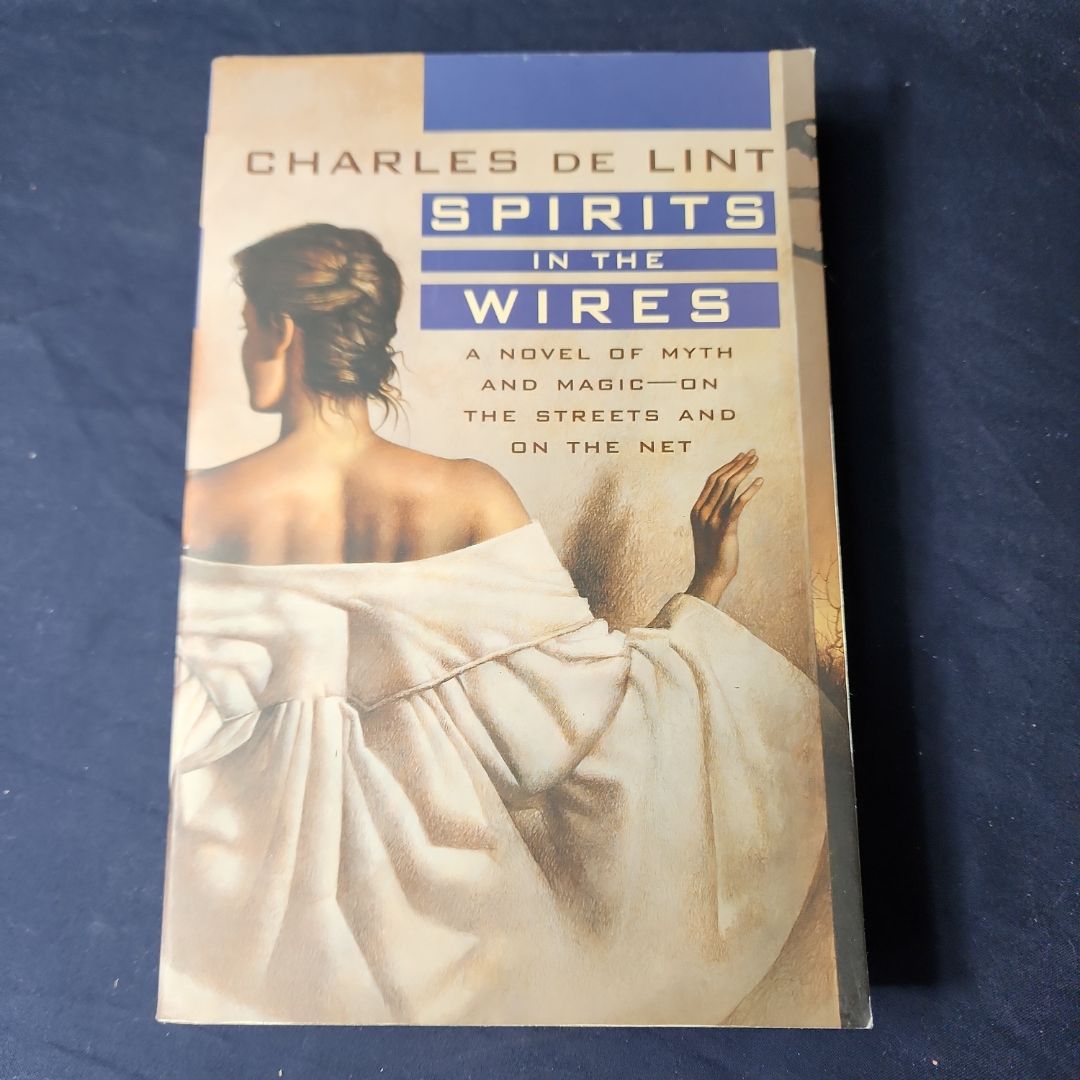 CHARLES DE LINT
SPIRITS
IN THE
WIRES
A NOVEL OF MYTH
AND MAGIC—ON
THE STREETS AND
ON THE NET